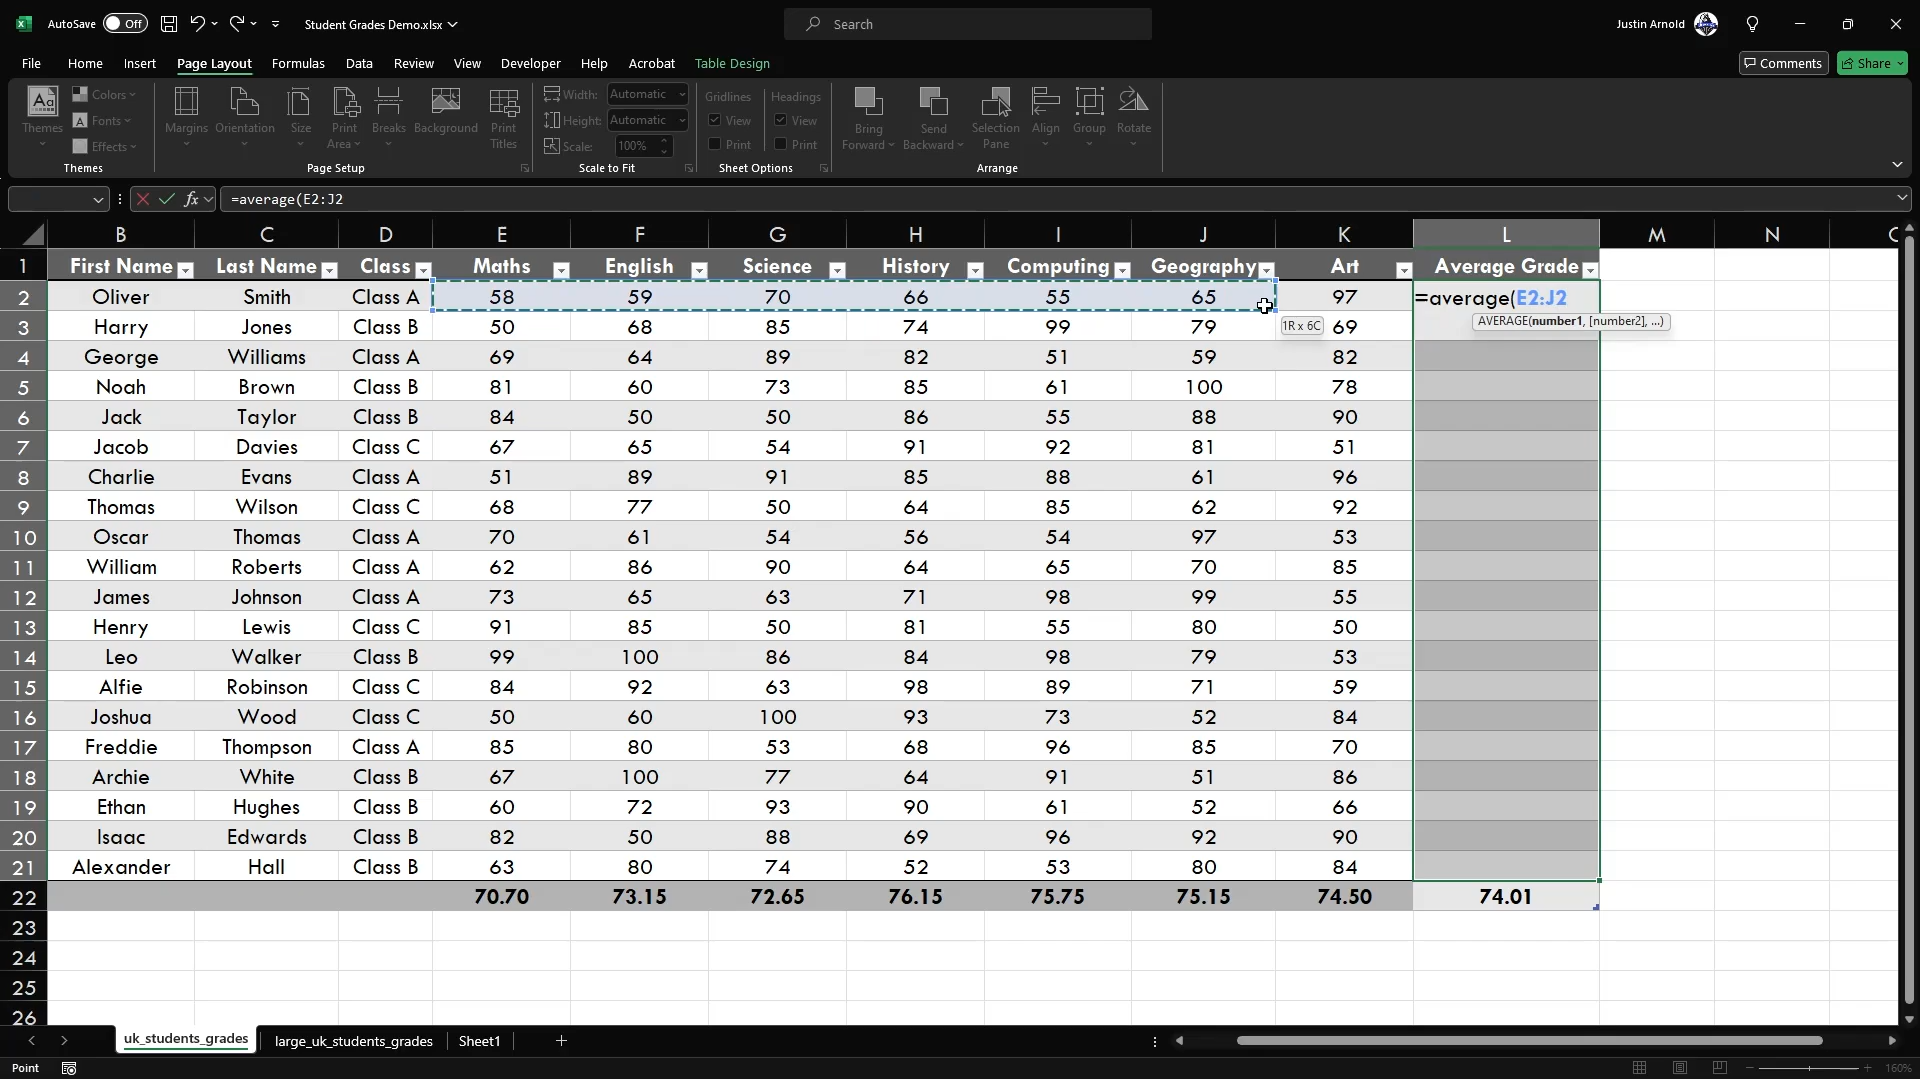 AutoSave Off Student Grades Demo.xlsx Search Justin Arnold
File Home Insert Page Layout Formulas Data Review View Developer Help Acrobat Table Design Comments Share
Themes Colors Fonts Effects Themes
Margins Orientation Size Print Area Breaks Background Print Titles Page Setup
Width: Automatic Height: Automatic Scale: 100% Scale to Fit
Gridlines View Print Headings View Print Sheet Options
Bring Forward Send Backward Selection Pane Align Group Rotate Arrange
fx =average(E2:J2
B C D E F G H I J K L M N
1 First Name Last Name Class Maths English Science History Computing Geography Art Average Grade
2 Oliver Smith Class A 58 59 70 66 55 65 97 =average(E2:J2
AVERAGE(number1, [number2], ...)
1R x 6C
3 Harry Jones Class B 50 68 85 74 99 79 69
4 George Williams Class A 69 64 89 82 51 59 82
5 Noah Brown Class B 81 60 73 85 61 100 78
6 Jack Taylor Class B 84 50 50 86 55 88 90
7 Jacob Davies Class C 67 65 54 91 92 81 51
8 Charlie Evans Class A 51 89 91 85 88 61 96
9 Thomas Wilson Class C 68 77 50 64 85 62 92
10 Oscar Thomas Class A 70 61 54 56 54 97 53
11 William Roberts Class A 62 86 90 64 65 70 85
12 James Johnson Class A 73 65 63 71 98 99 55
13 Henry Lewis Class C 91 85 50 81 55 80 50
14 Leo Walker Class B 99 100 86 84 98 79 53
15 Alfie Robinson Class C 84 92 63 98 89 71 59
16 Joshua Wood Class C 50 60 100 93 73 52 84
17 Freddie Thompson Class A 85 80 53 68 96 85 70
18 Archie White Class B 67 100 77 64 91 51 86
19 Ethan Hughes Class B 60 72 93 90 61 52 66
20 Isaac Edwards Class B 82 50 88 69 96 92 90
21 Alexander Hall Class B 63 80 74 52 53 80 84
22 70.70 73.15 72.65 76.15 75.75 75.15 74.50 74.01
23
24
25
26
uk_students_grades large_uk_students_grades Sheet1
Point 160%